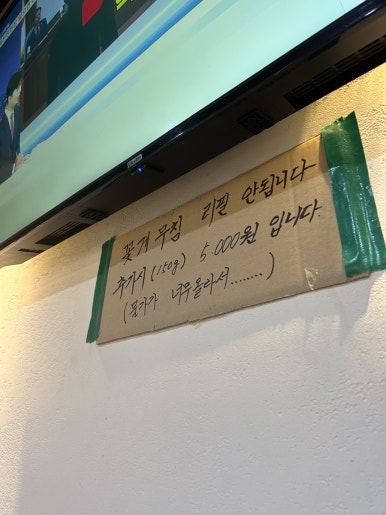 꽃게 무침 리필 안됩니다
추가시 (150g) 5.000원 입니다.
(물가가 너무올라서........)